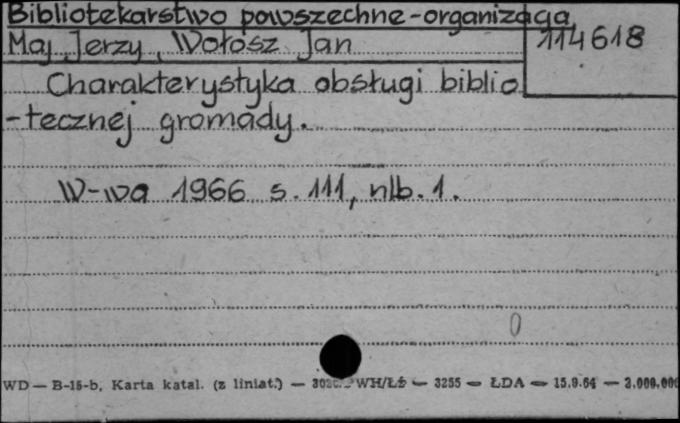 Bibliotekarstwo powszechne-organizacja
Maj Jerzy, Wołosz Jan
114618
Charakterystyka obsługi biblio
-tecznej gromady.
W-wa 1966 s. 111, nlb. 1.
0
WD — B-15-b, Karta katal. (z liniat.) — WH/ŁŻ — 3255 — ŁDA — 15.9.64 — 3.000.000